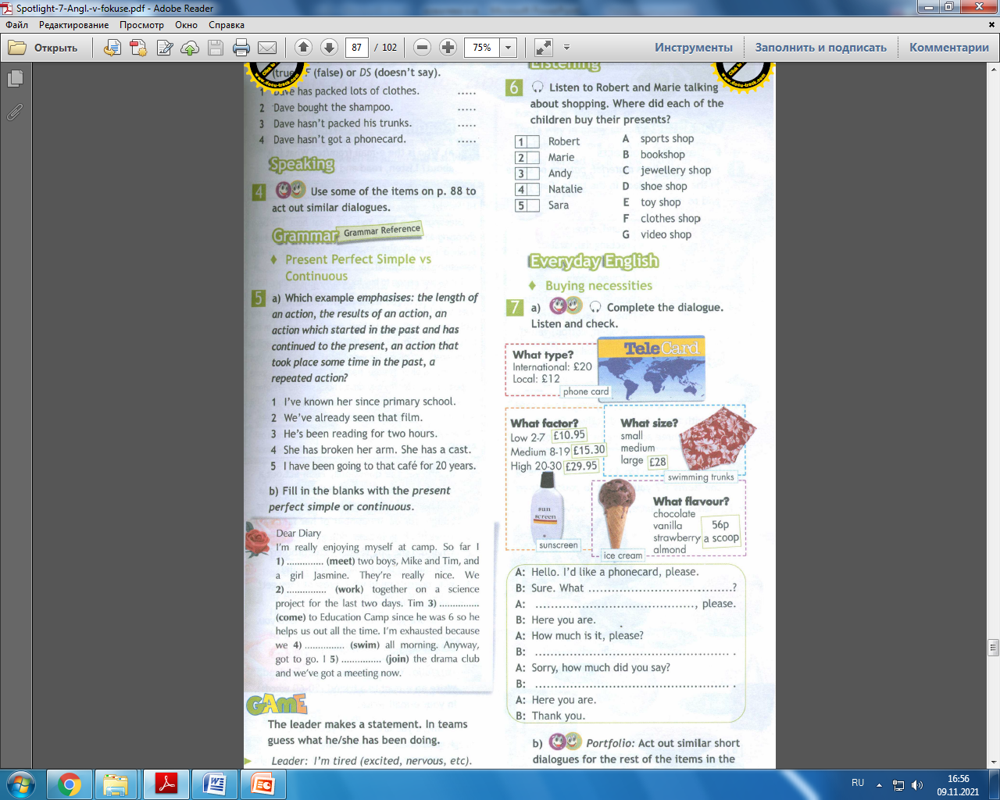 Spotlight-7-Angl.-v-fokuse.pdf - Adobe Reader
Файл Редактирование Просмотр Окно Справка
Открыть
87 / 102
75%
Инструменты
Заполнить и подписать
Комментарии
(true), F (false) or DS (doesn't say).
1 Dave has packed lots of clothes. .....
2 Dave bought the shampoo. .....
3 Dave hasn't packed his trunks. .....
4 Dave hasn't got a phonecard. .....
Speaking
4 Use some of the items on p. 88 to
act out similar dialogues.
Grammar Grammar Reference
Present Perfect Simple vs
Continuous
5 a) Which example emphasises: the length of
an action, the results of an action, an
action which started in the past and has
continued to the present, an action that
took place some time in the past, a
repeated action?
1 I've known her since primary school.
2 We've already seen that film.
3 He's been reading for two hours.
4 She has broken her arm. She has a cast.
5 I have been going to that café for 20 years.
b) Fill in the blanks with the present
perfect simple or continuous.
Dear Diary
I'm really enjoying myself at camp. So far I
1) .............. (meet) two boys, Mike and Tim, and
a girl Jasmine. They're really nice. We
2) .............. (work) together on a science
project for the last two days. Tim 3) ..............
(come) to Education Camp since he was 6 so he
helps us out all the time. I'm exhausted because
we 4) .............. (swim) all morning. Anyway,
got to go. I 5) .............. (join) the drama club
and we've got a meeting now.
GAME
The leader makes a statement. In teams
guess what he/she has been doing.
Leader: I'm tired (excited, nervous, etc).
Listening
6 Listen to Robert and Marie talking
about shopping. Where did each of the
children buy their presents?
1 Robert
2 Marie
3 Andy
4 Natalie
5 Sara
A sports shop
B bookshop
C jewellery shop
D shoe shop
E toy shop
F clothes shop
G video shop
Everyday English
Buying necessities
7 a) Complete the dialogue.
Listen and check.
What type?
International: £20
Local: £12
phone card
TeleCard
What factor?
Low 2-7 £10.95
Medium 8-19 £15.30
High 20-30 £29.95
sun
screen
sunscreen
What size?
small
medium
large £28
swimming trunks
What flavour?
chocolate
vanilla
strawberry
almond
56p
a scoop
ice cream
A: Hello. I'd like a phonecard, please.
B: Sure. What ........................................?
A: ........................................, please.
B: Here you are.
A: How much is it, please?
B: ........................................ .
A: Sorry, how much did you say?
B: ........................................ .
A: Here you are.
B: Thank you.
b) Portfolio: Act out similar short
dialogues for the rest of the items in the
RU
16:56
09.11.2021